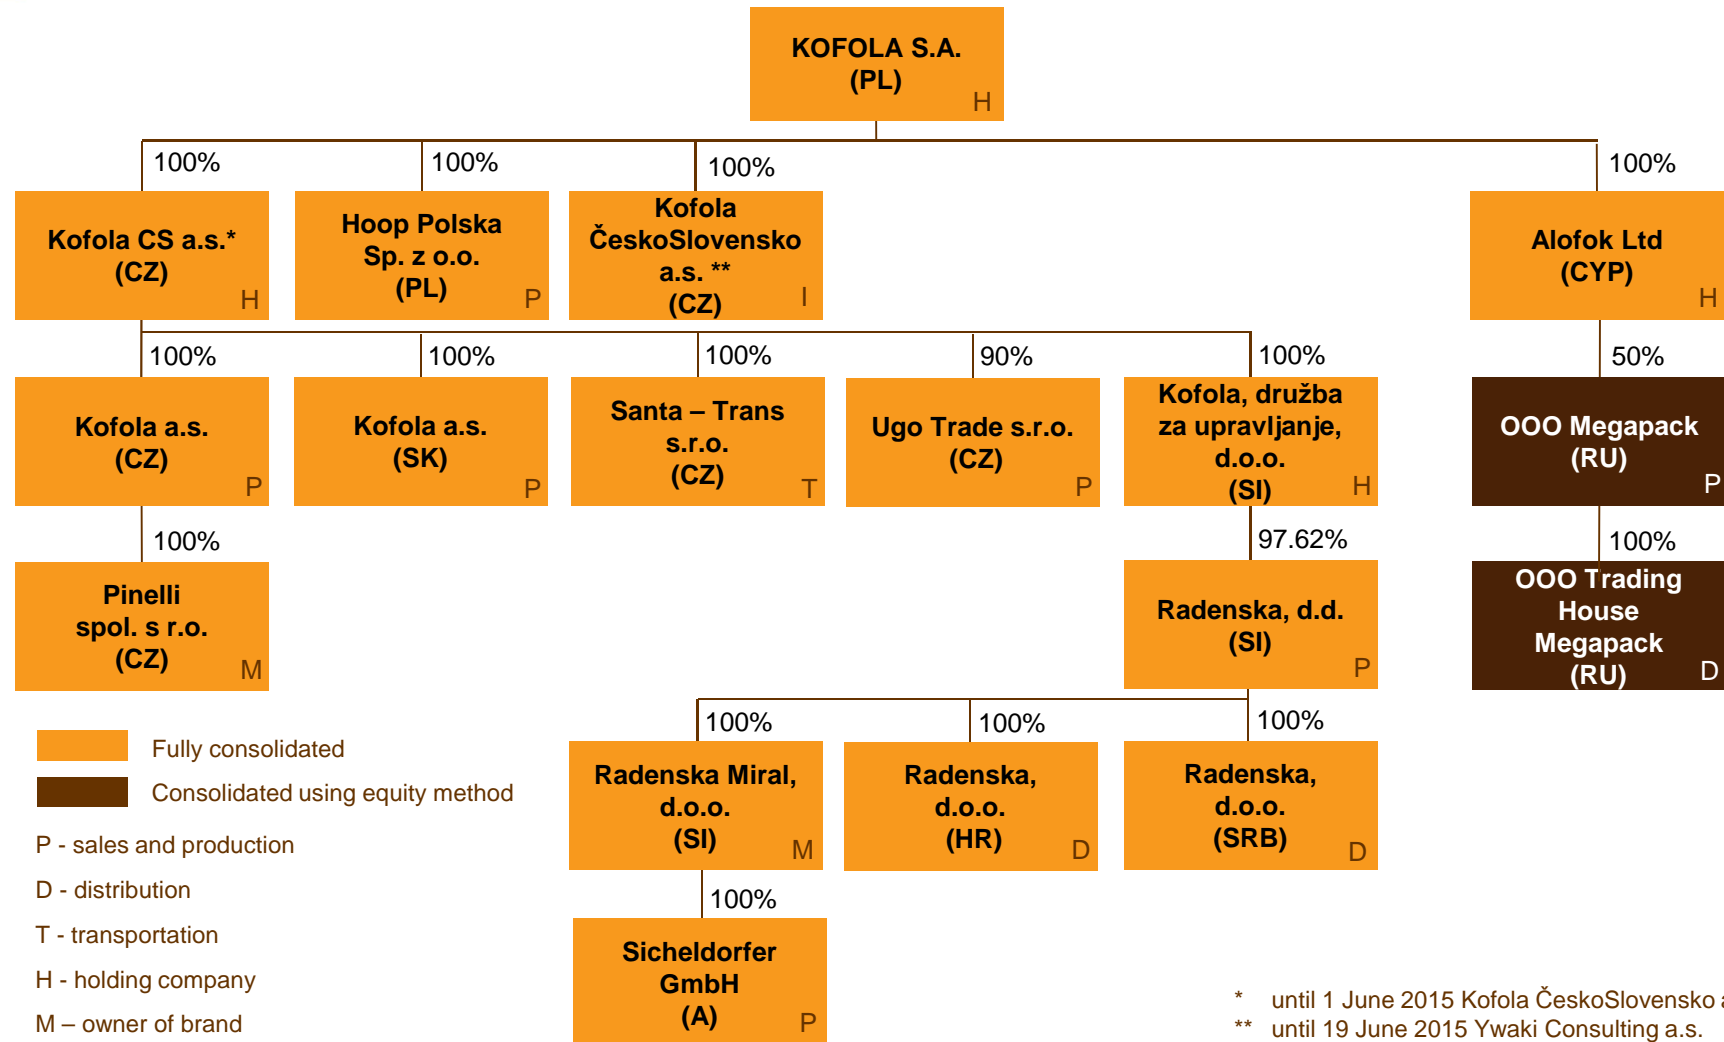 KOFOLA S.A.
(PL)
H
100%
100%
100%
100%
Kofola CS a.s.*
(CZ)
H
Hoop Polska
Sp. z o.o.
(PL)
P
Kofola
ČeskoSlovensko
a.s. **
(CZ)
I
Alofok Ltd
(CYP)
H
100%
100%
100%
90%
100%
50%
Kofola a.s.
(CZ)
P
Kofola a.s.
(SK)
P
Santa – Trans
s.r.o.
(CZ)
T
Ugo Trade s.r.o.
(CZ)
P
Kofola, družba
za upravljanje,
d.o.o.
(SI)
H
OOO Megapack
(RU)
P
100%
97.62%
100%
Pinelli
spol. s r.o.
(CZ)
M
Radenska, d.d.
(SI)
P
OOO Trading
House
Megapack
(RU)
D
100%
100%
100%
Radenska Miral,
d.o.o.
(SI)
M
Radenska,
d.o.o.
(HR)
D
Radenska,
d.o.o.
(SRB)
D
100%
Sicheldorfer
GmbH
(A)
P
Fully consolidated
Consolidated using equity method
P - sales and production
D - distribution
T - transportation
H - holding company
M – owner of brand
* until 1 June 2015 Kofola ČeskoSlovensko
** until 19 June 2015 Ywaki Consulting a.s.